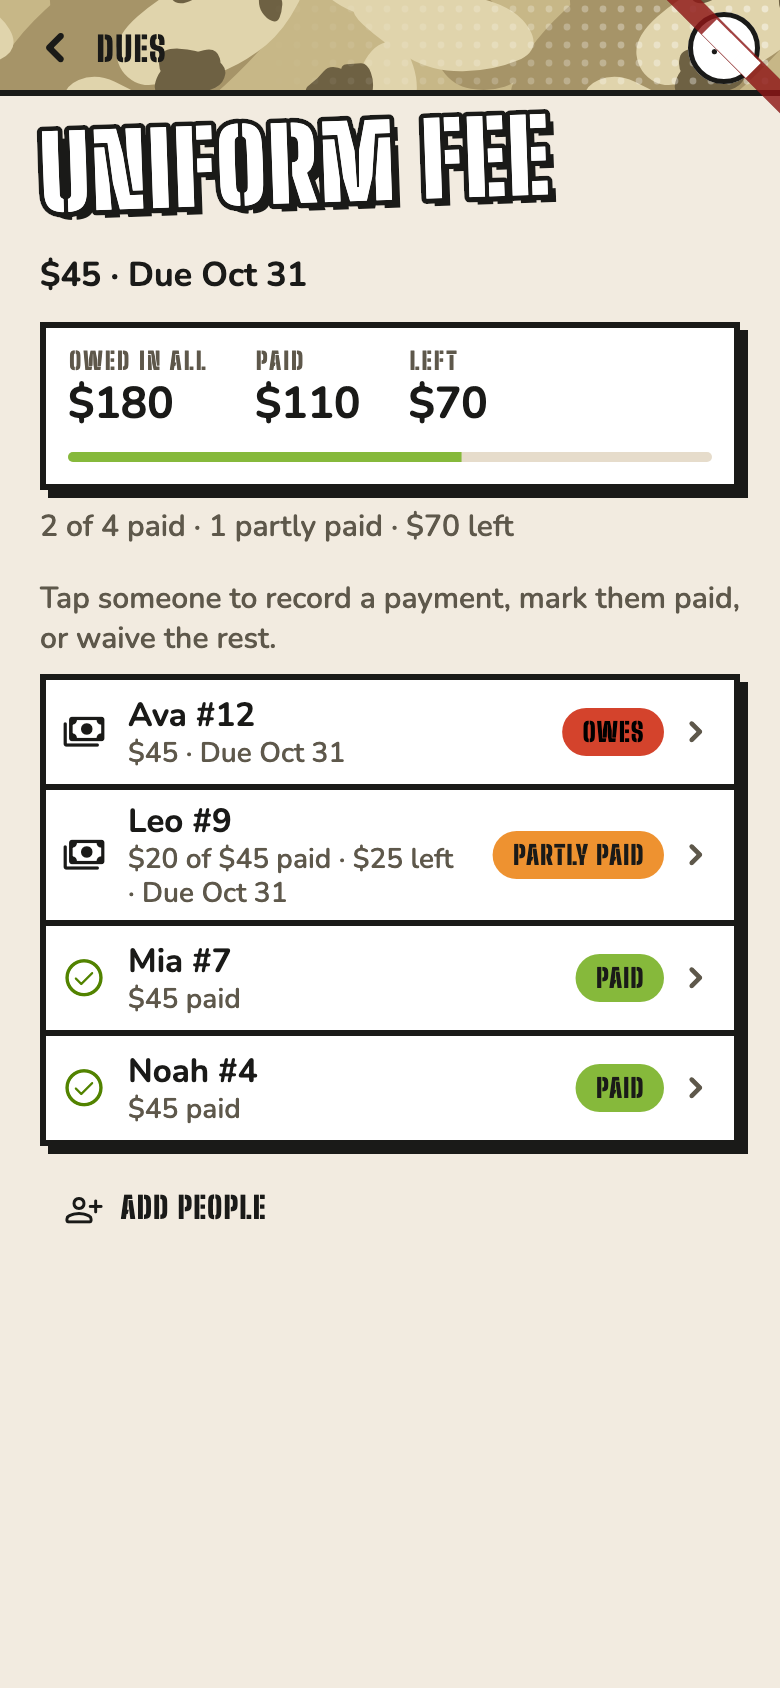 DUES
UNIFORM FEE
$45 · Due Oct 31
OWED IN ALL PAID LEFT
$180 $110 $70
2 of 4 paid · 1 partly paid · $70 left
Tap someone to record a payment, mark them paid,
or waive the rest.
Ava #12
$45 · Due Oct 31
OWES
Leo #9
$20 of $45 paid · $25 left
· Due Oct 31
PARTLY PAID
Mia #7
$45 paid
PAID
Noah #4
$45 paid
PAID
ADD PEOPLE